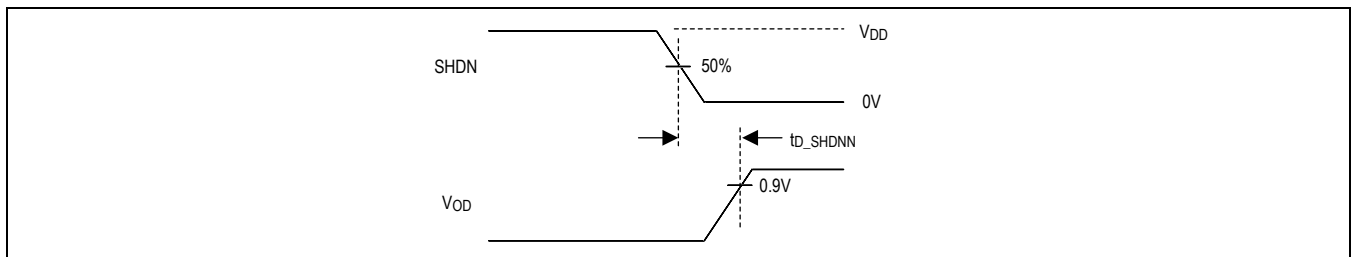 VDD
SHDN
50%
0V
tD_SHDNN
0.9V
VOD